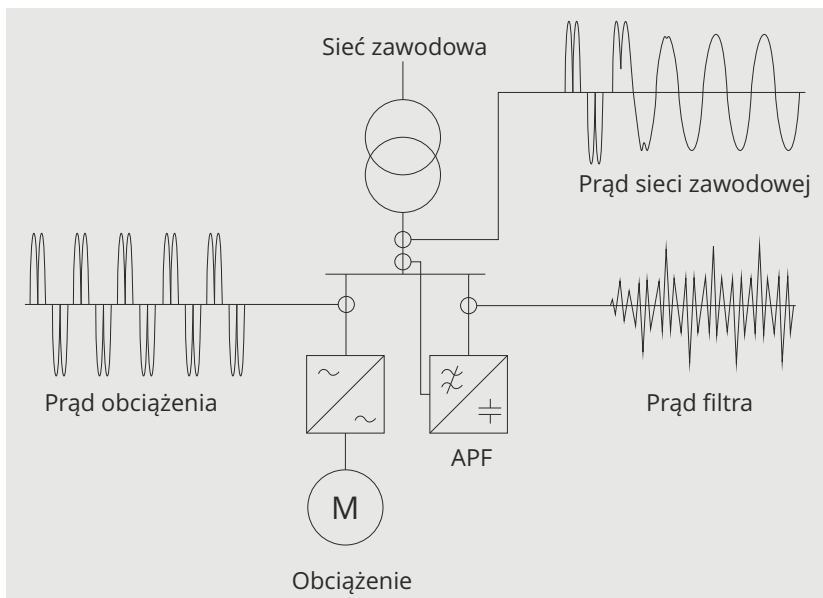 Sieć zawodowa
Prąd sieci zawodowej
Prąd obciążenia
Prąd filtra
APF
M
Obciążenie